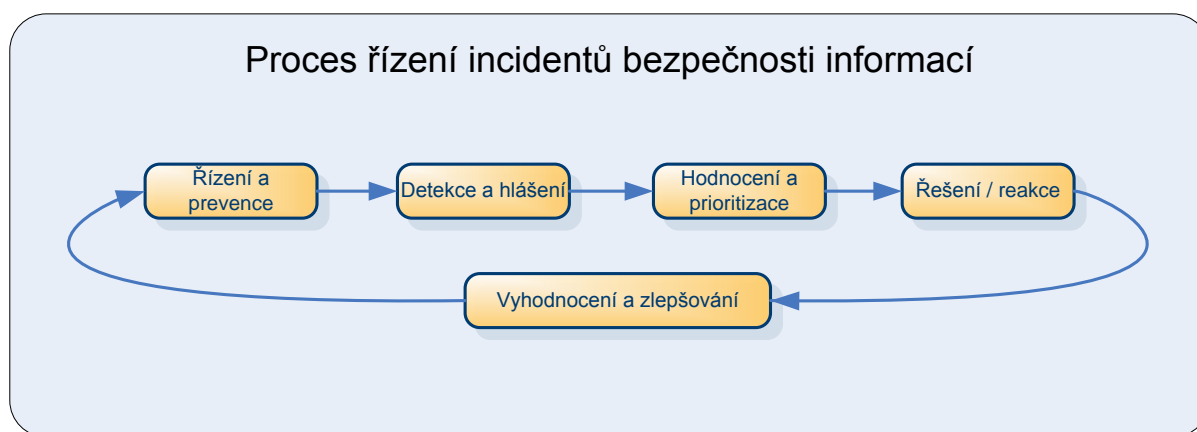 Proces řízení incidentů bezpečnosti informací
Řízení a
prevence
Detekce a hlášení
Hodnocení a
prioritizace
Řešení / reakce
Vyhodnocení a zlepšování